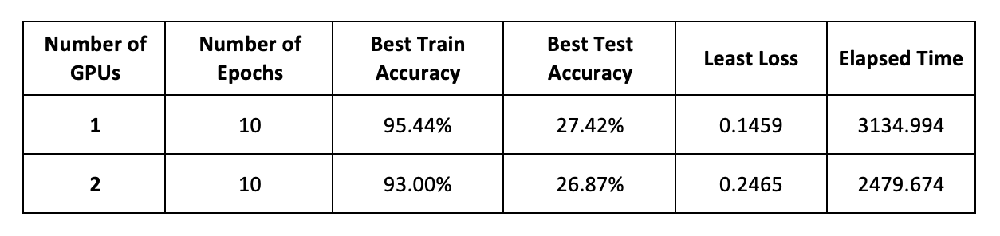 Number of GPUs Number of Epochs Best Train Accuracy Best Test Accuracy Least Loss Elapsed Time
1 10 95.44% 27.42% 0.1459 3134.994
2 10 93.00% 26.87% 0.2465 2479.674